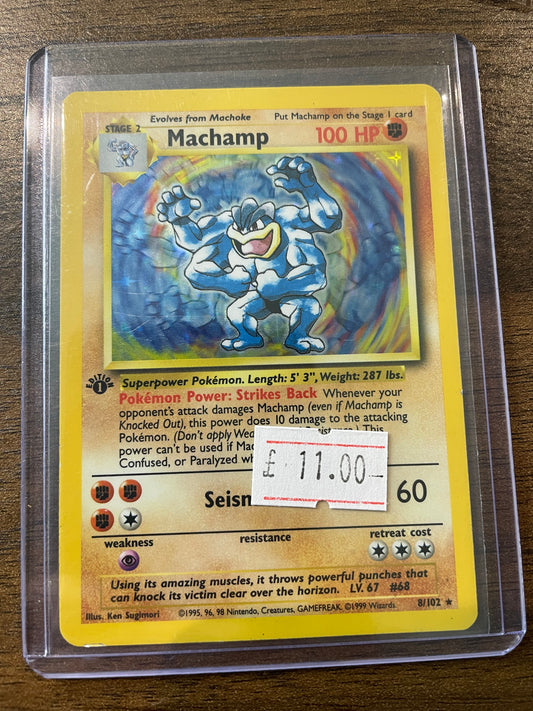 Evolves from Machoke Put Machamp on the Stage 1 card
STAGE 2
Machamp 100 HP
EDITION 1
Superpower Pokémon. Length: 5' 3", Weight: 287 lbs.
Pokémon Power: Strikes Back Whenever your
opponent's attack damages Machamp (even if Machamp is
Knocked Out), this power does 10 damage to the attacking
Pokémon. (Don't apply Wea This
power can't be used if Mac
Confused, or Paralyzed wh
£ 11.00
Seism 60
weakness resistance retreat cost
Using its amazing muscles, it throws powerful punches that
can knock its victim clear over the horizon. LV. 67 #68
Illus. Ken Sugimori ©1995, 96, 98 Nintendo, Creatures, GAMEFREAK. ©1999 Wizards. 8/102 ★